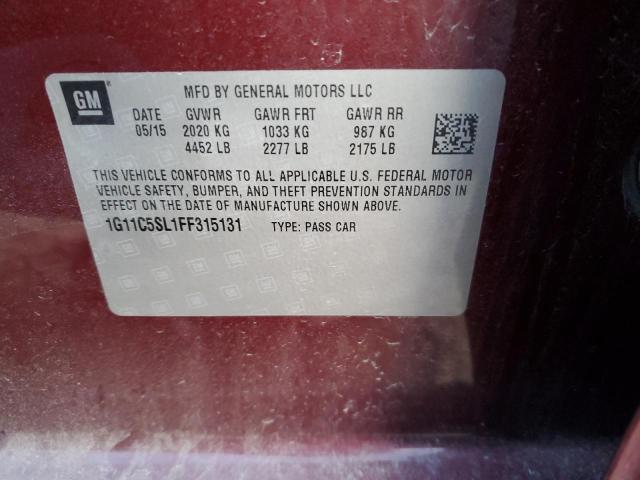 GM
MFD BY GENERAL MOTORS LLC
DATE GVWR GAWR FRT GAWR RR
05/15 2020 KG 1033 KG 987 KG
4452 LB 2277 LB 2175 LB
THIS VEHICLE CONFORMS TO ALL APPLICABLE U.S. FEDERAL MOTOR
VEHICLE SAFETY, BUMPER, AND THEFT PREVENTION STANDARDS IN
EFFECT ON THE DATE OF MANUFACTURE SHOWN ABOVE.
1G11C5SL1FF315131 TYPE: PASS CAR